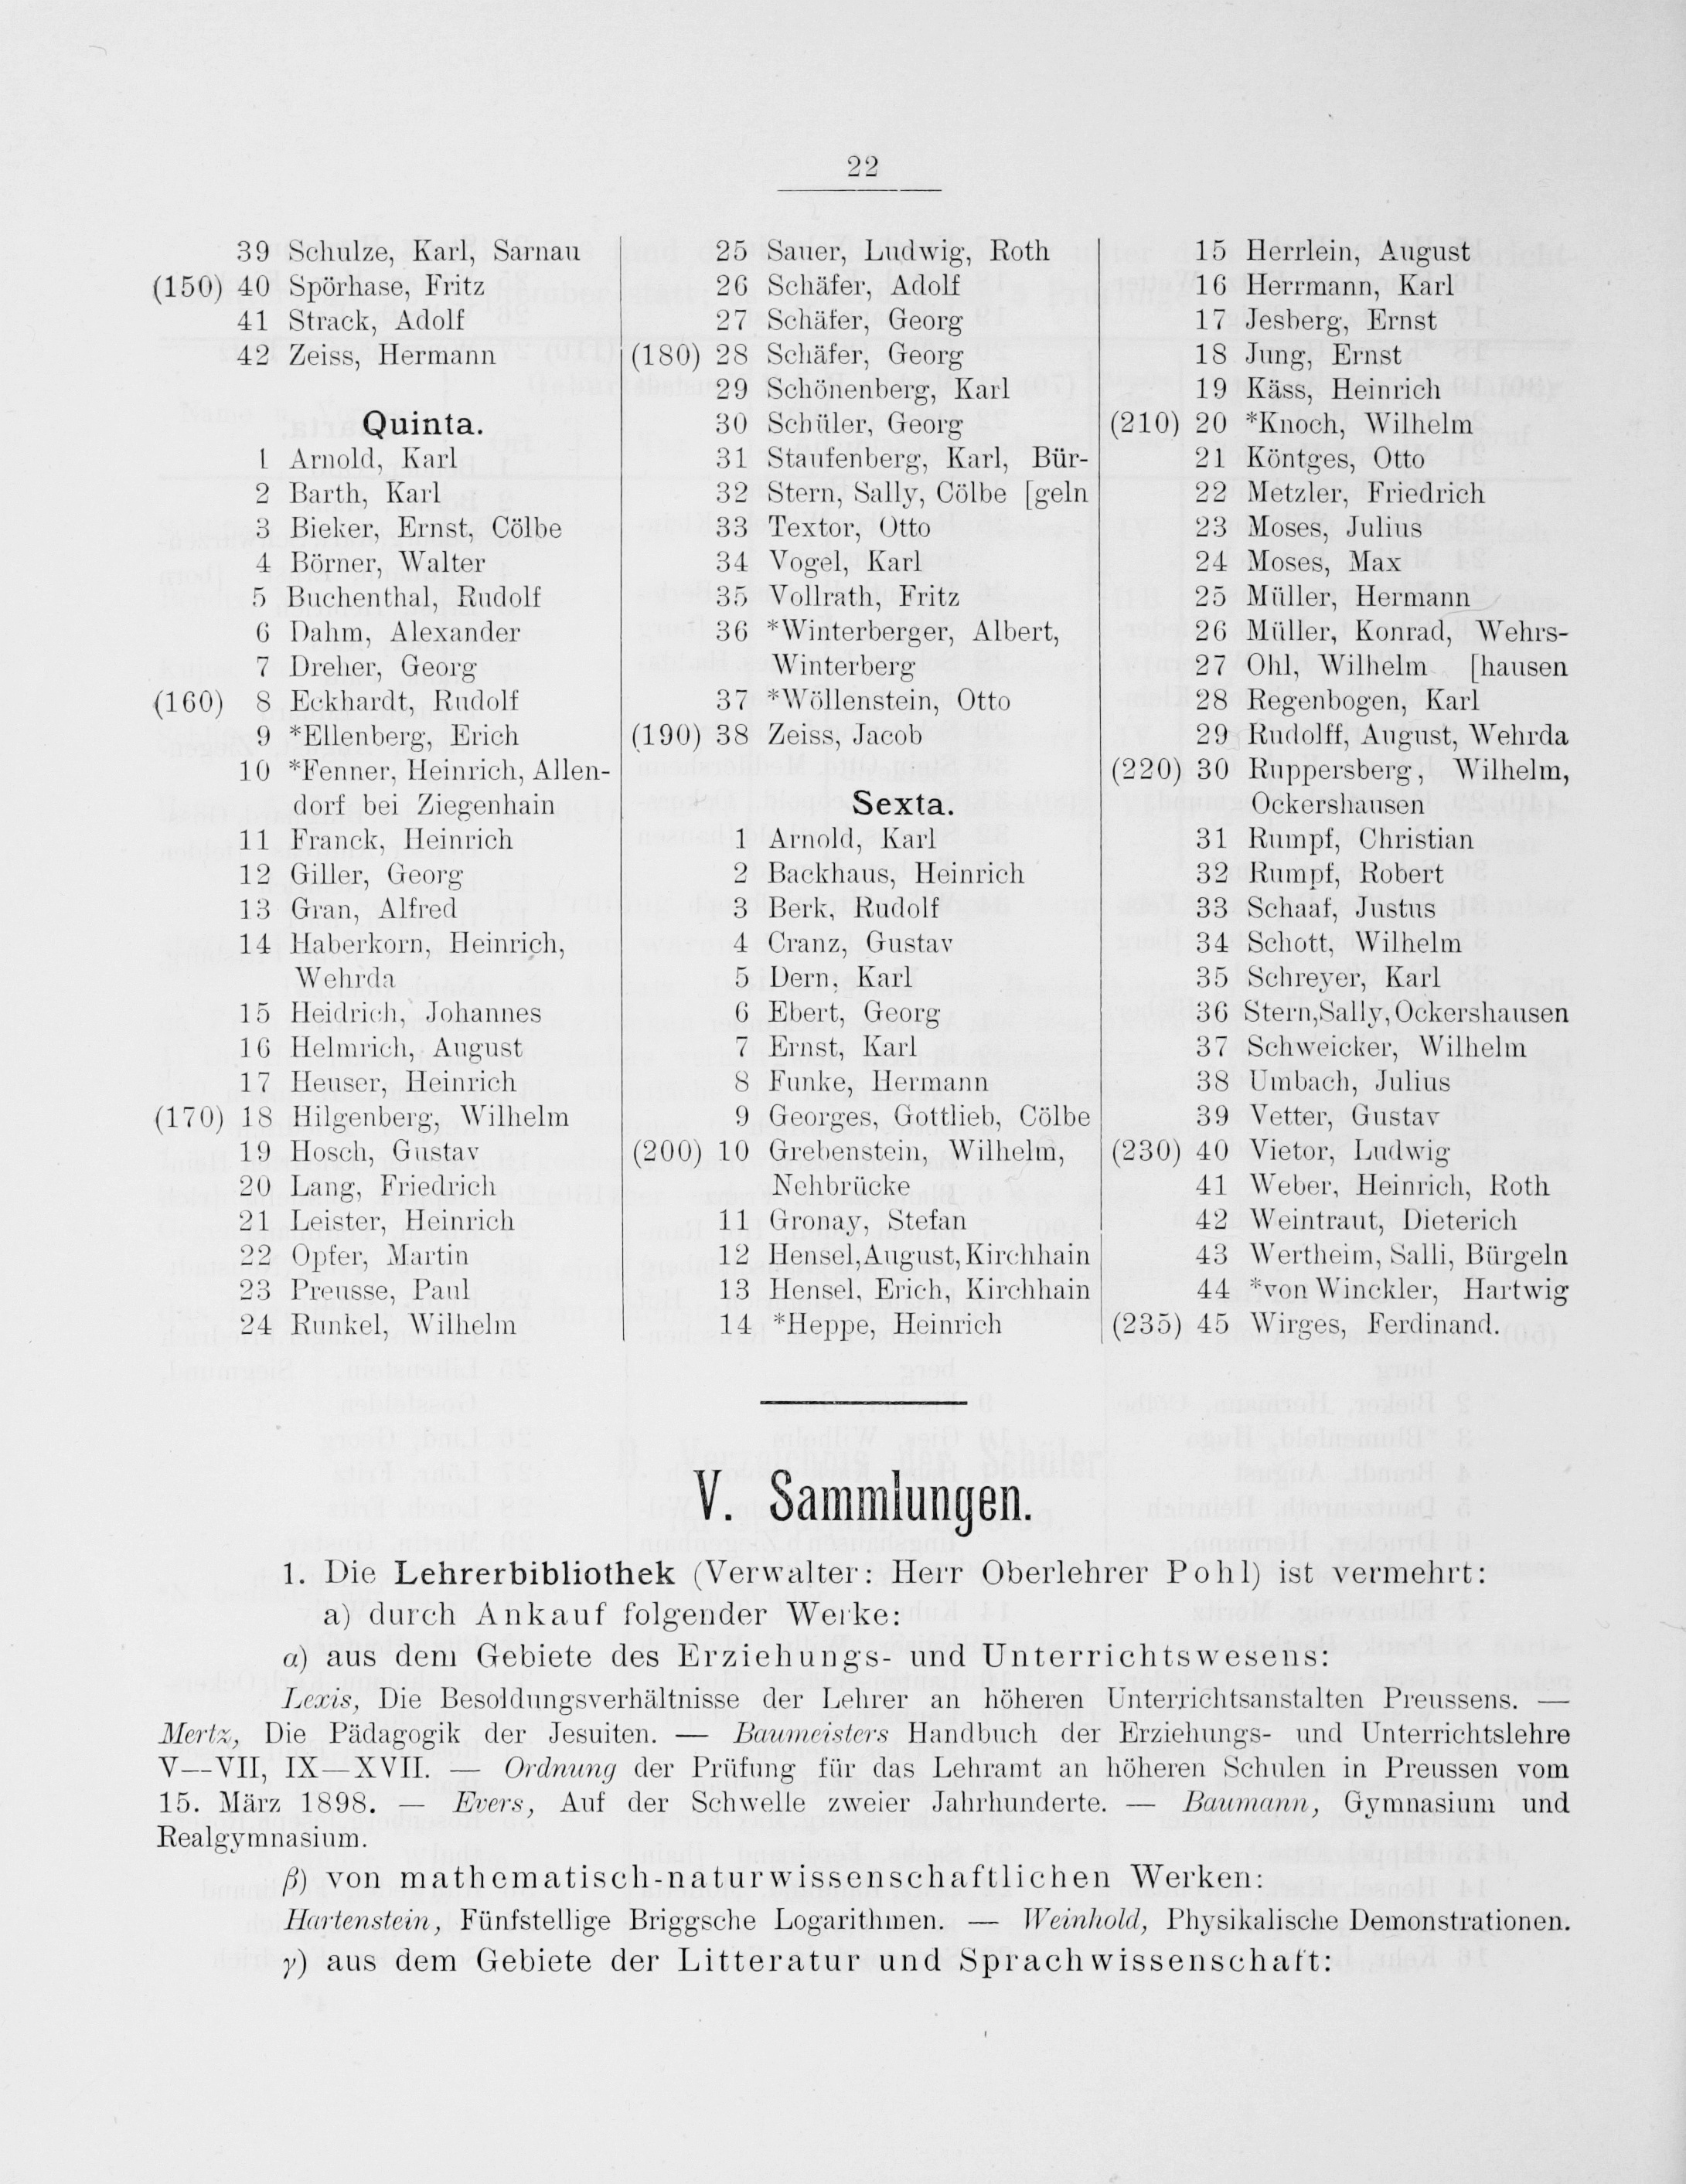 22
39 Schulze, Karl, Sarnau
(150) 40 Spörhase, Fritz
41 Strack, Adolf
42 Zeiss, Hermann
Quinta.
1 Arnold, Karl
2 Barth, Karl
3 Bieker, Ernst, Cölbe
4 Börner, Walter
5 Buchenthal, Rudolf
6 Dahm, Alexander
7 Dreher, Georg
(160) 8 Eckhardt, Rudolf
9 *Ellenberg, Erich
10 *Fenner, Heinrich, Allen-
dorf bei Ziegenhain
11 Franck, Heinrich
12 Giller, Georg
13 Gran, Alfred
14 Haberkorn, Heinrich,
Wehrda
15 Heidrich, Johannes
16 Helmrich, August
17 Heuser, Heinrich
(170) 18 Hilgenberg, Wilhelm
19 Hosch, Gustav
20 Lang, Friedrich
21 Leister, Heinrich
22 Opfer, Martin
23 Preusse, Paul
24 Runkel, Wilhelm
25 Sauer, Ludwig, Roth
26 Schäfer, Adolf
27 Schäfer, Georg
(180) 28 Schäfer, Georg
29 Schönenberg, Karl
30 Schüler, Georg
31 Staufenberg, Karl, Bür-
32 Stern, Sally, Cölbe [geln
33 Textor, Otto
34 Vogel, Karl
35 Vollrath, Fritz
36 *Winterberger, Albert,
Winterberg
37 *Wöllenstein, Otto
(190) 38 Zeiss, Jacob
Sexta.
1 Arnold, Karl
2 Backhaus, Heinrich
3 Berk, Rudolf
4 Cranz, Gustav
5 Dern, Karl
6 Ebert, Georg
7 Ernst, Karl
8 Funke, Hermann
9 Georges, Gottlieb, Cölbe
(200) 10 Grebenstein, Wilhelm,
Nehbrücke
11 Gronay, Stefan
12 Hensel, August, Kirchhain
13 Hensel, Erich, Kirchhain
14 *Heppe, Heinrich
15 Herrlein, August
16 Herrmann, Karl
17 Jesberg, Ernst
18 Jung, Ernst
19 Käss, Heinrich
(210) 20 *Knoch, Wilhelm
21 Köntges, Otto
22 Metzler, Friedrich
23 Moses, Julius
24 Moses, Max
25 Müller, Hermann
26 Müller, Konrad, Wehrs-
27 Ohl, Wilhelm [hausen
28 Regenbogen, Karl
29 Rudolff, August, Wehrda
(220) 30 Ruppersberg, Wilhelm,
Ockershausen
31 Rumpf, Christian
32 Rumpf, Robert
33 Schaaf, Justus
34 Schott, Wilhelm
35 Schreyer, Karl
36 Stern, Sally, Ockershausen
37 Schweicker, Wilhelm
38 Umbach, Julius
39 Vetter, Gustav
(230) 40 Vietor, Ludwig
41 Weber, Heinrich, Roth
42 Weintraut, Dieterich
43 Wertheim, Salli, Bürgeln
44 *von Winckler, Hartwig
(235) 45 Wirges, Ferdinand.
V. Sammlungen.
1. Die Lehrerbibliothek (Verwalter: Herr Oberlehrer Pohl) ist vermehrt:
a) durch Ankauf folgender Werke:
α) aus dem Gebiete des Erziehungs- und Unterrichtswesens:
Lexis, Die Besoldungsverhältnisse der Lehrer an höheren Unterrichtsanstalten Preussens. —
Mertz, Die Pädagogik der Jesuiten. — Baumeisters Handbuch der Erziehungs- und Unterrichtslehre
V—VII, IX—XVII. — Ordnung der Prüfung für das Lehramt an höheren Schulen in Preussen vom
15. März 1898. — Evers, Auf der Schwelle zweier Jahrhunderte. — Baumann, Gymnasium und
Realgymnasium.
β) von mathematisch-naturwissenschaftlichen Werken:
Hartenstein, Fünfstellige Briggsche Logarithmen. — Weinhold, Physikalische Demonstrationen.
γ) aus dem Gebiete der Litteratur und Sprachwissenschaft: